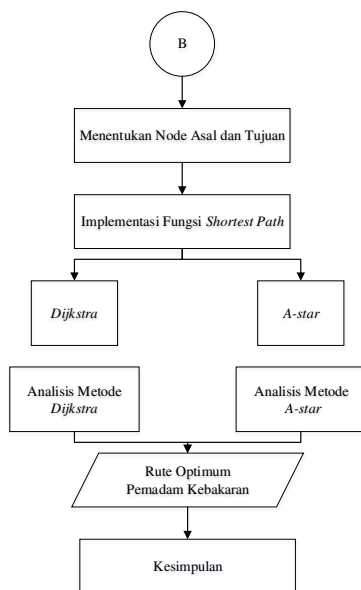 B
Menentukan Node Asal dan Tujuan
Implementasi Fungsi Shortest Path
Dijkstra
A-star
Analisis Metode
Dijkstra
Analisis Metode
A-star
Rute Optimum
Pemadam Kebakaran
Kesimpulan